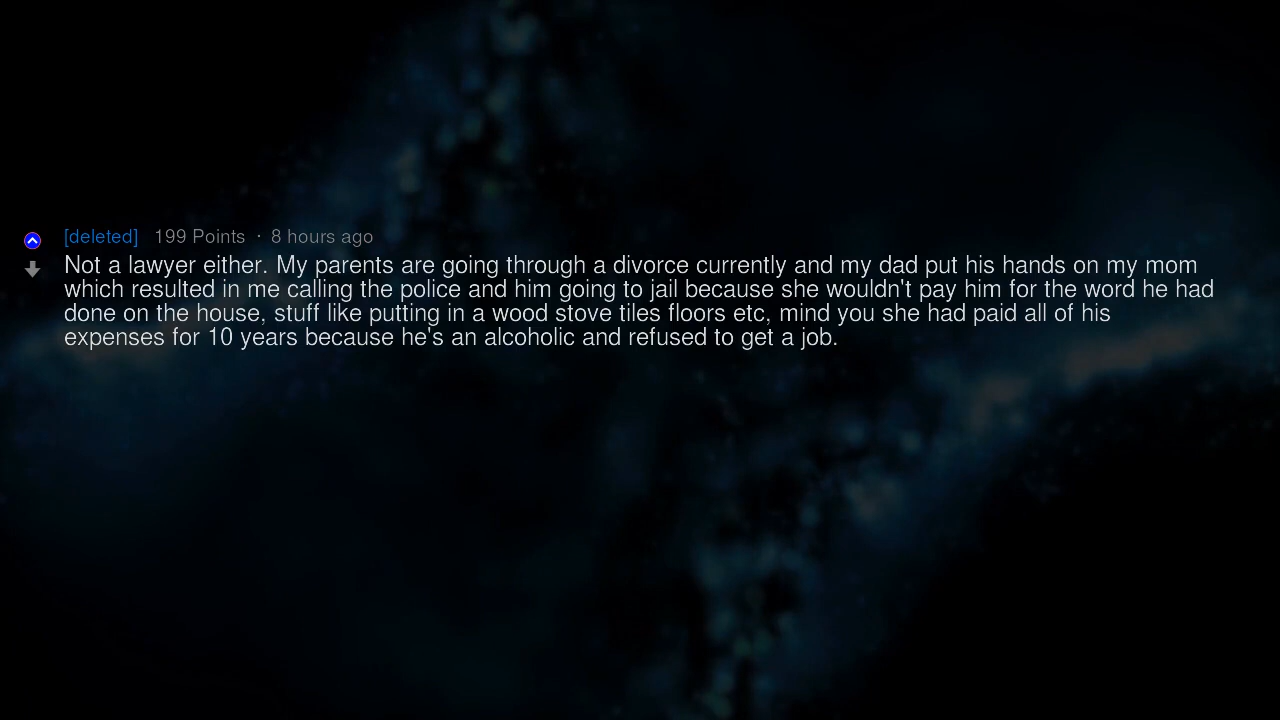 [deleted] 199 Points · 8 hours ago
Not a lawyer either. My parents are going through a divorce currently and my dad put his hands on my mom
which resulted in me calling the police and him going to jail because she wouldn't pay him for the word he had
done on the house, stuff like putting in a wood stove tiles floors etc, mind you she had paid all of his
expenses for 10 years because he's an alcoholic and refused to get a job.